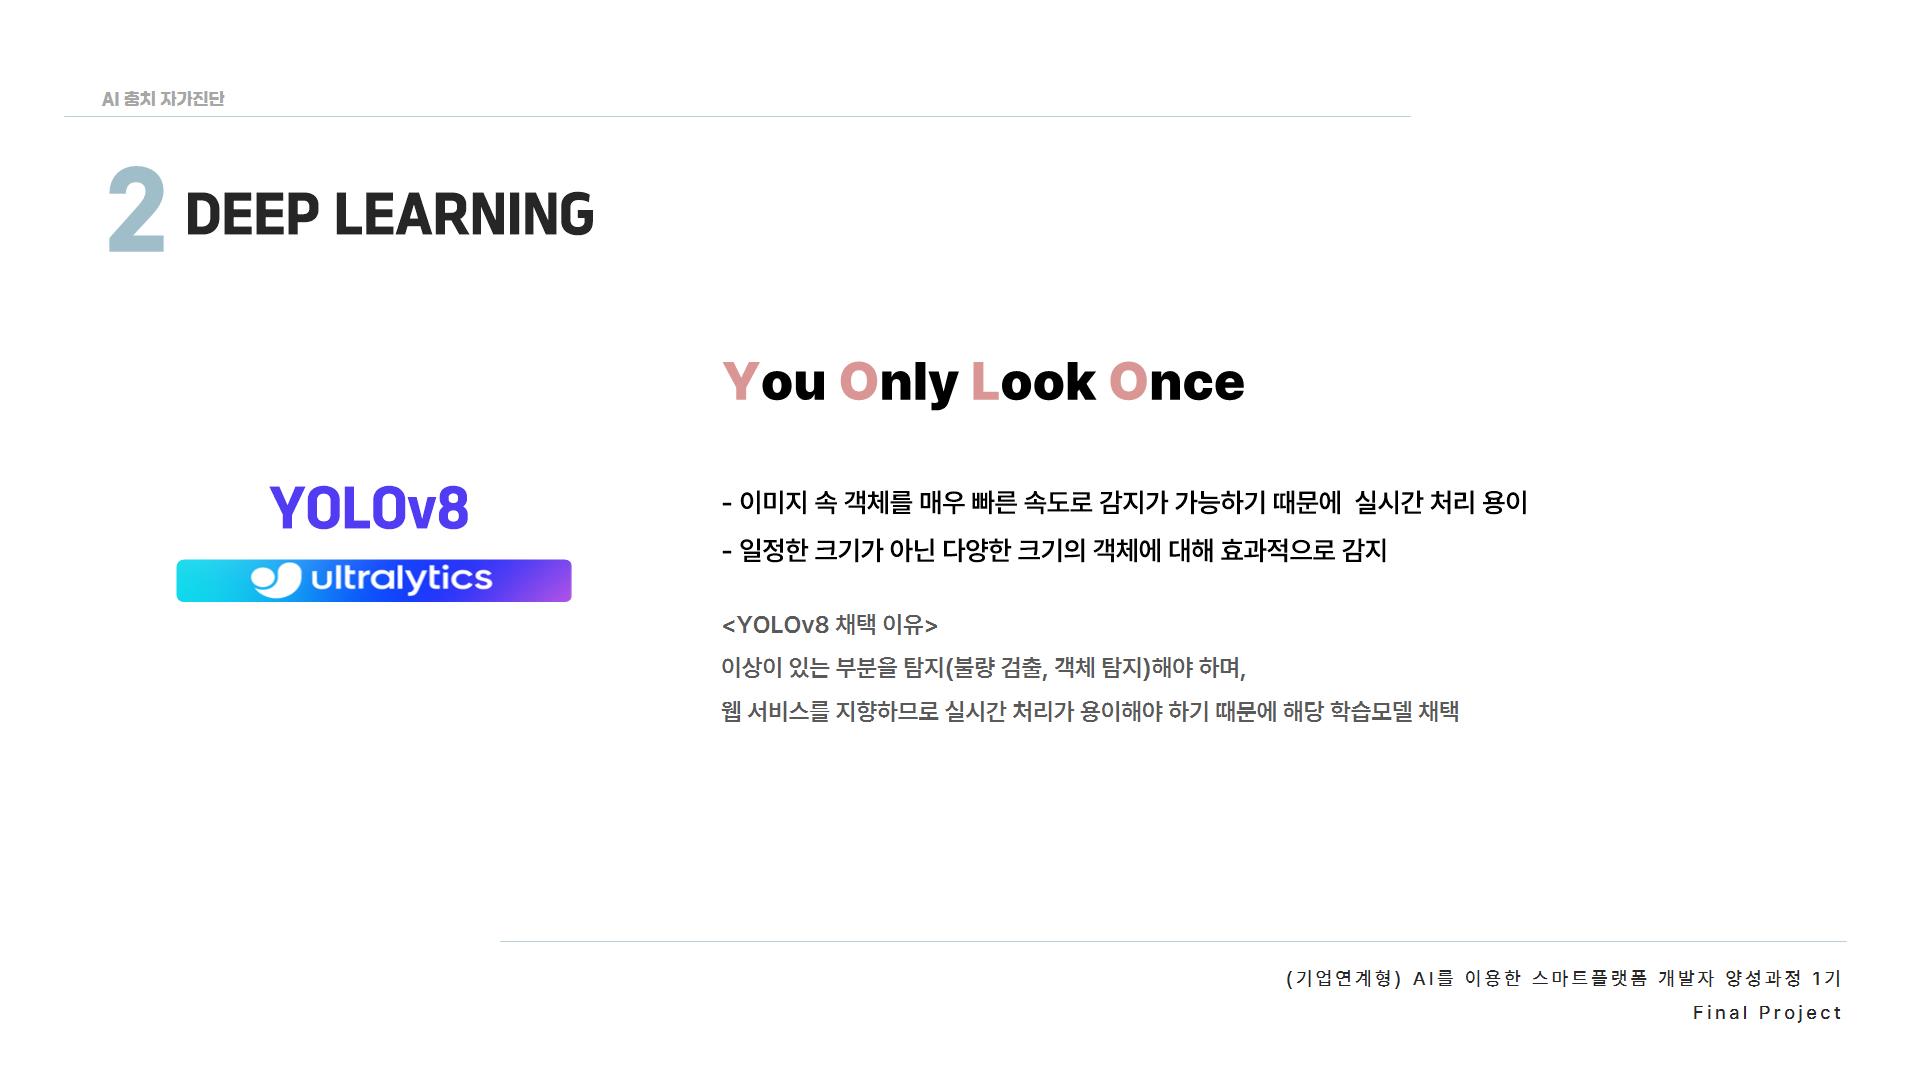 AI 충치 자가진단
2 DEEP LEARNING
You Only Look Once
YOLOv8
ultralytics
- 이미지 속 객체를 매우 빠른 속도로 감지가 가능하기 때문에 실시간 처리 용이
- 일정한 크기가 아닌 다양한 크기의 객체에 대해 효과적으로 감지
<YOLOv8 채택 이유>
이상이 있는 부분을 탐지(불량 검출, 객체 탐지)해야 하며,
웹 서비스를 지향하므로 실시간 처리가 용이해야 하기 때문에 해당 학습모델 채택
(기업연계형) AI를 이용한 스마트플랫폼 개발자 양성과정 1기
Final Project